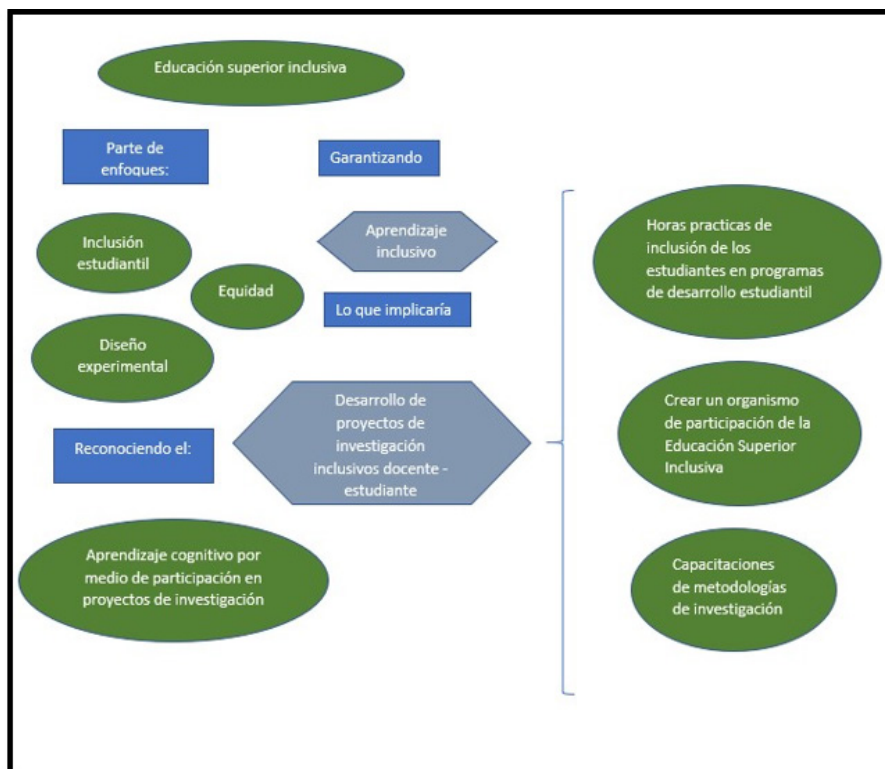 Educación superior inclusiva
Parte de
enfoques:
Garantizando
Inclusión
estudiantil
Aprendizaje
inclusivo
Equidad
Lo que implicaría
Diseño
experimental
Reconociendo el:
Desarrollo de
proyectos de
investigación
inclusivos docente -
estudiante
Aprendizaje cognitivo por
medio de participación en
proyectos de investigación
Horas practicas de
inclusión de los
estudiantes en programas
de desarrollo estudiantil
Crear un organismo
de participación de la
Educación Superior
Inclusiva
Capacitaciones
de metodologías
de investigación